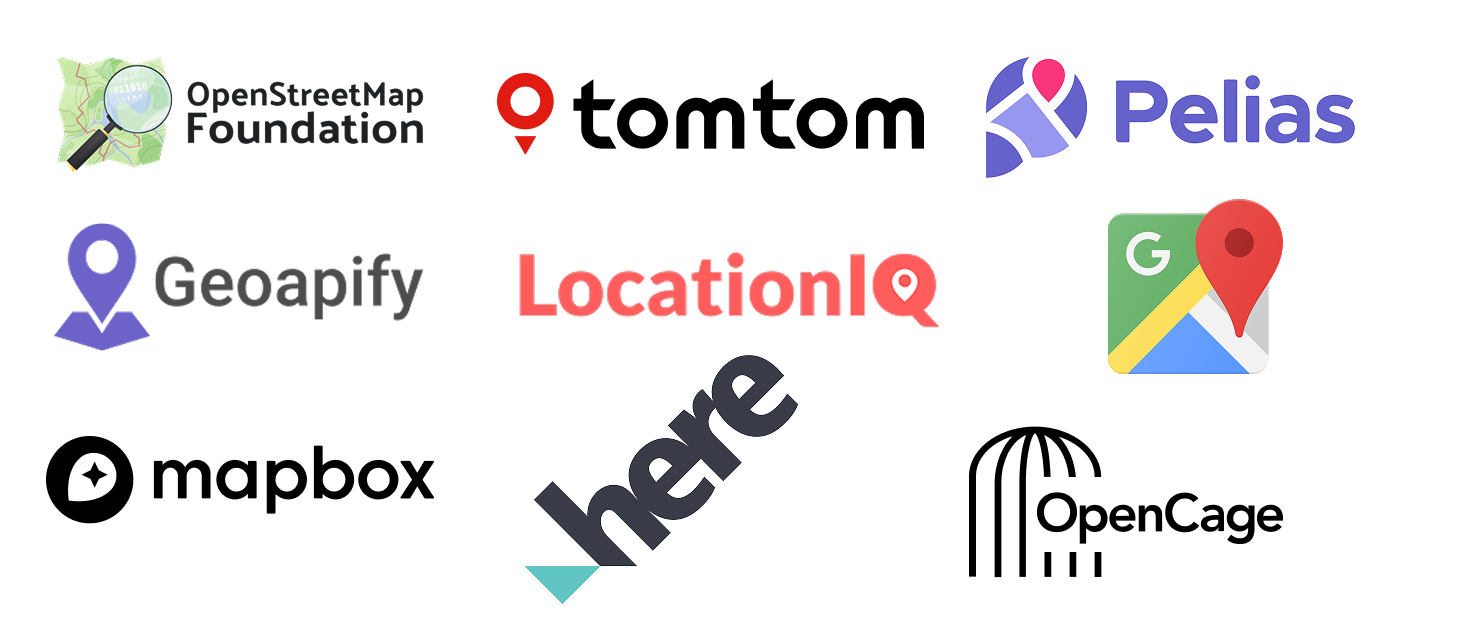 OpenStreetMap
Foundation
tomtom
Pelias
Geoapify
LocationIQ
G
mapbox
here
OpenCage